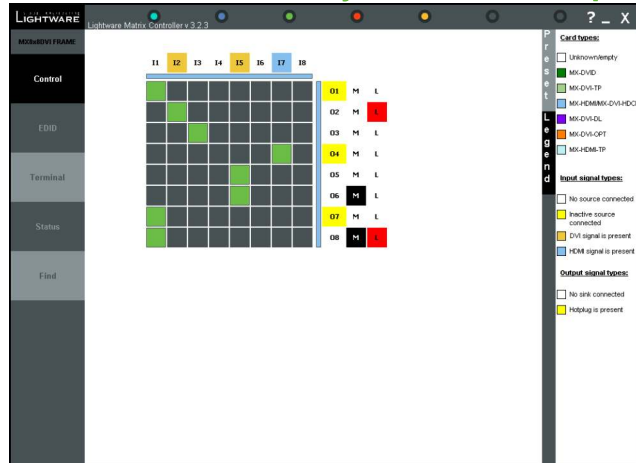 LIGHTWARE
Lightware Matrix Controller v 3.2.3
? _ X
MX8x8DVI FRAME
Control
EDID
Terminal
Status
Find
I1 I2 I3 I4 I5 I6 I7 I8
O1 M L
O2 M L
O3 M L
O4 M L
O5 M L
O6 M L
O7 M L
O8 M L
Preset
Legend
Card types:
Unknown/empty
MX-DVID
MX-DVI-TP
MX-HDMI/MX-DVI-HDCP
MX-DVI-DL
MX-DVI-OPT
MX-HDMI-TP
Input signal types:
No source connected
Inactive source
connected
DVI signal is present
HDMI signal is present
Output signal types:
No sink connected
Hotplug is present